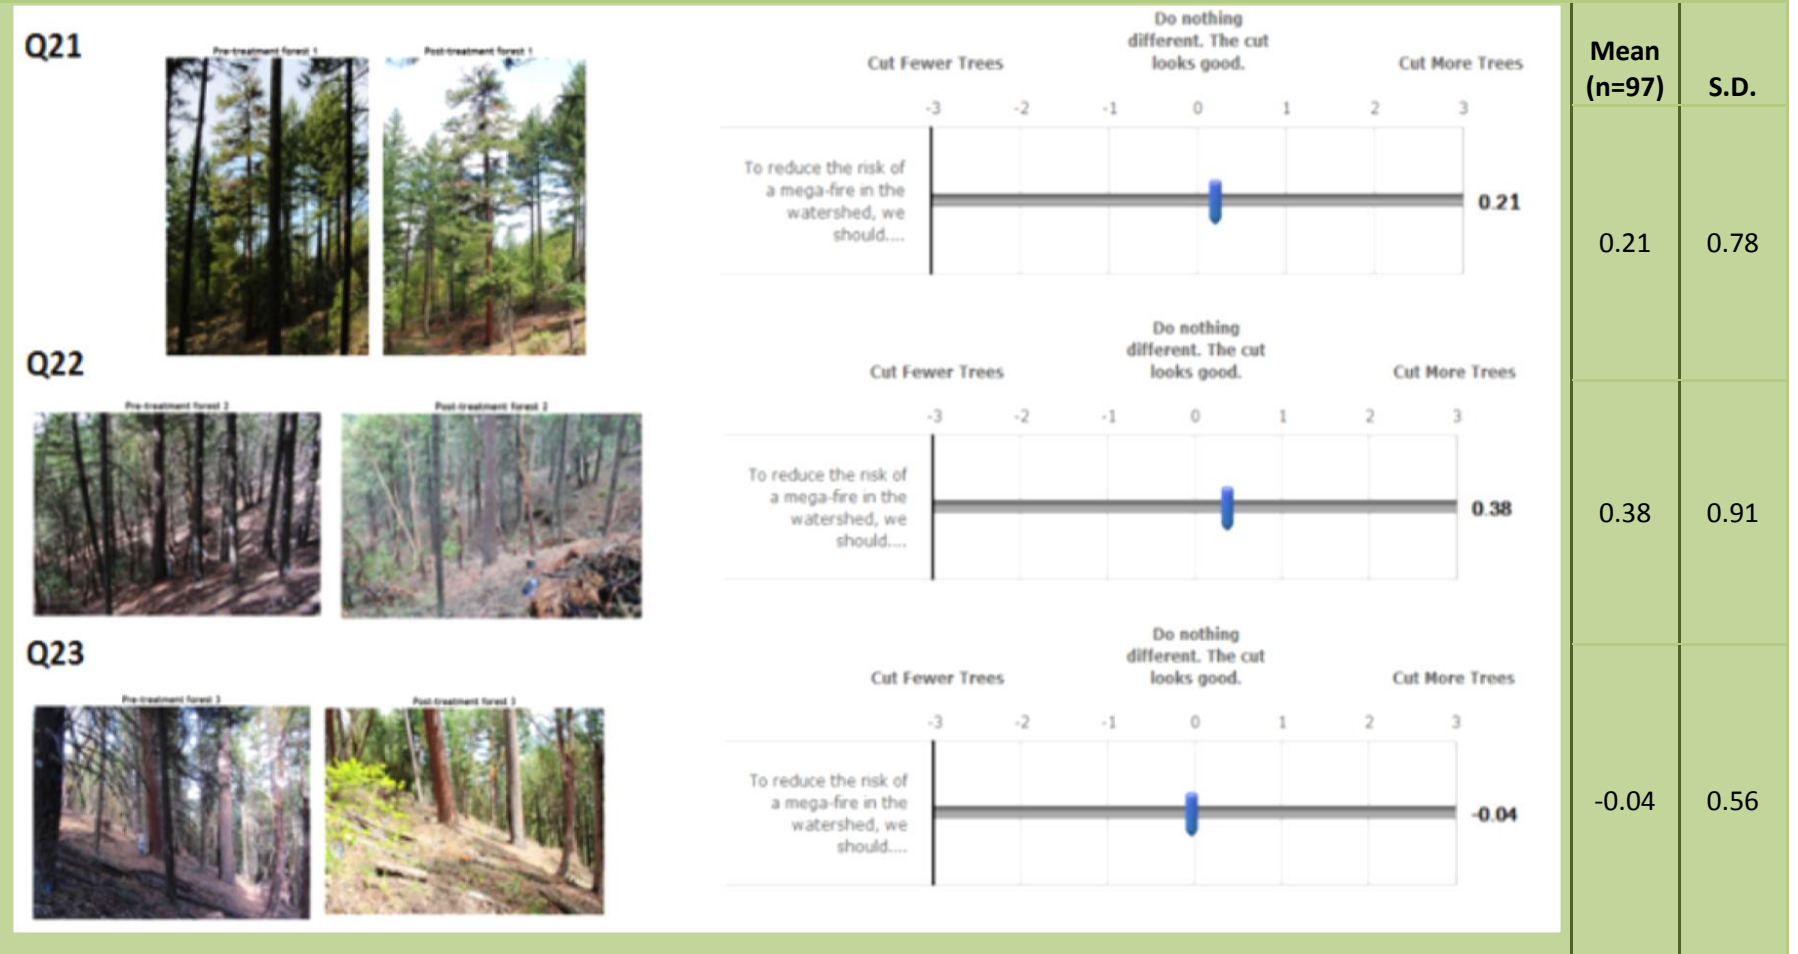 Q21
Pre-treatment forest 1
Post-treatment forest 1
Cut Fewer Trees
Do nothing
different. The cut
looks good.
Cut More Trees
-3 -2 -1 0 1 2 3
To reduce the risk of
a mega-fire in the
watershed, we
should....
0.21
Mean
(n=97)
S.D.
0.21
0.78
Q22
Pre-treatment forest 2
Post-treatment forest 2
Cut Fewer Trees
Do nothing
different. The cut
looks good.
Cut More Trees
-3 -2 -1 0 1 2 3
To reduce the risk of
a mega-fire in the
watershed, we
should....
0.38
0.38
0.91
Q23
Pre-treatment forest 3
Post-treatment forest 3
Cut Fewer Trees
Do nothing
different. The cut
looks good.
Cut More Trees
-3 -2 -1 0 1 2 3
To reduce the risk of
a mega-fire in the
watershed, we
should....
-0.04
-0.04
0.56